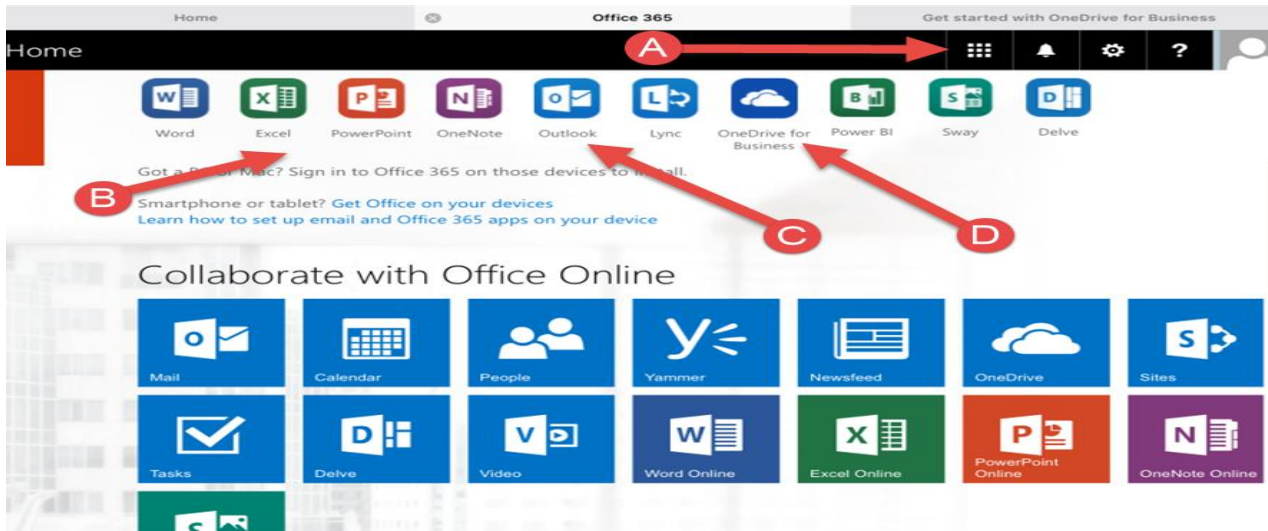 Home Office 365 Get started with OneDrive for Business
Home A ?
W X P N O L B S D
Word Excel PowerPoint OneNote Outlook Lync OneDrive for Business Power BI Sway Delve
Got a PC or Mac? Sign in to Office 365 on those devices to install.
B
Smartphone or tablet? Get Office on your devices
Learn how to set up email and Office 365 apps on your device
C D
Collaborate with Office Online
O Y S
Mail Calendar People Yammer Newsfeed OneDrive Sites
D V W X P N
Tasks Delve Video Word Online Excel Online PowerPoint Online OneNote Online
S